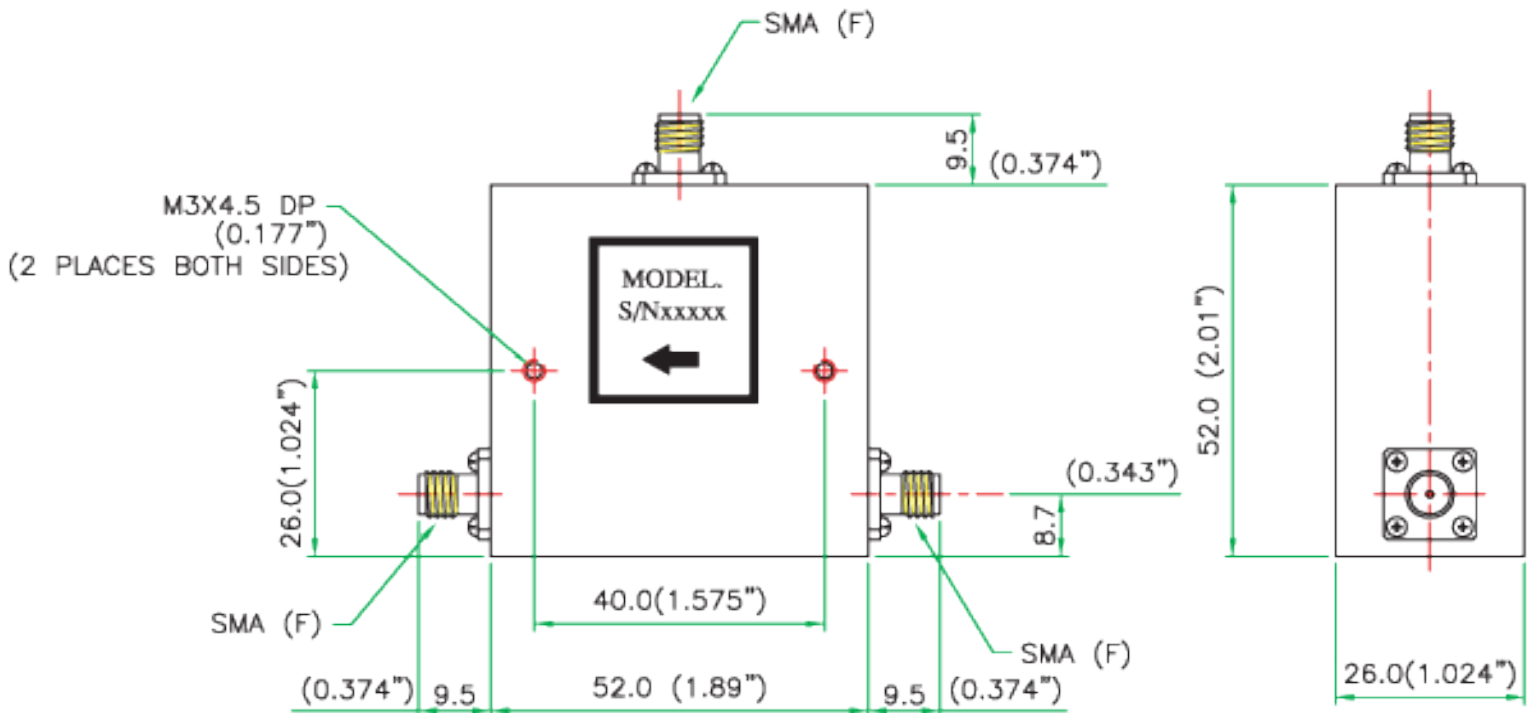 SMA (F)
9.5
(0.374")
M3X4.5 DP
(0.177")
(2 PLACES BOTH SIDES)
MODEL.
S/Nxxxxx
26.0(1.024")
52.0 (2.01")
(0.343")
8.7
40.0(1.575")
SMA (F)
SMA (F)
(0.374") 9.5
52.0 (1.89")
9.5 (0.374")
26.0(1.024")